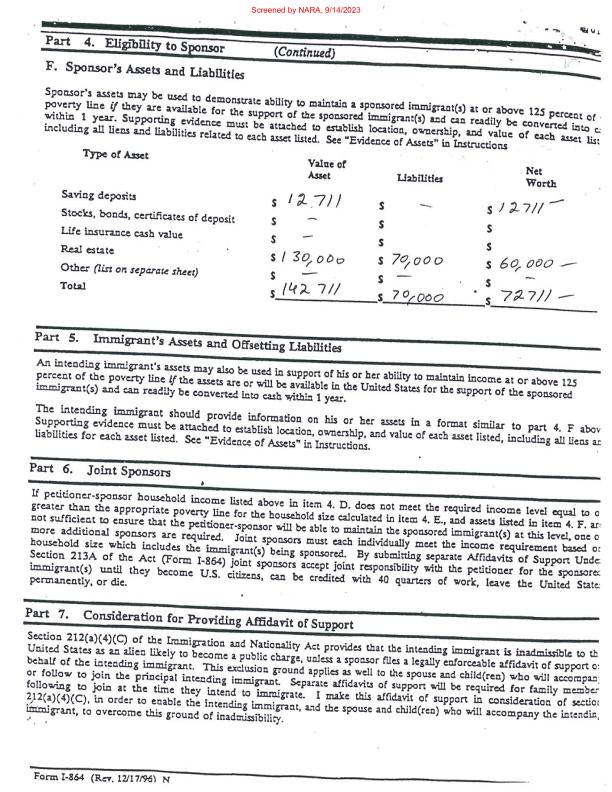 Screened by NARA, 9/14/2023
Part 4. Eligibility to Sponsor (Continued)
F. Sponsor's Assets and Liabilities
Sponsor's assets may be used to demonstrate ability to maintain a sponsored immigrant(s) at or above 125 percent of
poverty line if they are available for the support of the sponsored immigrant(s) and can readily be converted into
within 1 year. Supporting evidence must be attached to establish location, ownership, and value of each asset
including all liens and liabilities related to each asset listed. See "Evidence of Assets" in Instructions
Type of Asset Value of Asset Liabilities Net Worth
Saving deposits $ 12 711 $ – $ 12711 –
Stocks, bonds, certificates of deposit $ – $ $
Life insurance cash value $ – $ $
Real estate $ 130,000 $ 70,000 $ 60,000 –
Other (list on separate sheet) $ – $ – $ –
Total $ 142 711 $ 70,000 $ 72711 –
Part 5. Immigrant's Assets and Offsetting Liabilities
An intending immigrant's assets may also be used in support of his or her ability to maintain income at or above 125
percent of the poverty line if the assets are or will be available in the United States for the support of the sponsored
immigrant(s) and can readily be converted into cash within 1 year.
The intending immigrant should provide information on his or her assets in a format similar to part 4. F
Supporting evidence must be attached to establish location, ownership, and value of each asset listed, including all liens
liabilities for each asset listed. See "Evidence of Assets" in Instructions.
Part 6. Joint Sponsors
If petitioner-sponsor household income listed above in item 4. D. does not meet the required income level equal to
greater than the appropriate poverty line for the household size calculated in item 4. E., and assets listed in item 4. F.
not sufficient to ensure that the petitioner-sponsor will be able to maintain the sponsored immigrant(s) at this level, one
more additional sponsors are required. Joint sponsors must each individually meet the income requirement based
household size which includes the immigrant(s) being sponsored. By submitting separate Affidavits of Support
Section 213A of the Act (Form I-864) joint sponsors accept joint responsibility with the petitioner for the
immigrant(s) until they become U.S. citizens, can be credited with 40 quarters of work, leave the United
permanently, or die.
Part 7. Consideration for Providing Affidavit of Support
Section 212(a)(4)(C) of the Immigration and Nationality Act provides that the intending immigrant is inadmissible to
United States as an alien likely to become a public charge, unless a sponsor files a legally enforceable affidavit of support
behalf of the intending immigrant. This exclusion ground applies as well to the spouse and child(ren) who will
or follow to join the principal intending immigrant. Separate affidavits of support will be required for family
following to join at the time they intend to immigrate. I make this affidavit of support in consideration of
212(a)(4)(C), in order to enable the intending immigrant, and the spouse and child(ren) who will accompany the
immigrant, to overcome this ground of inadmissibility.
Form I-864 (Rev. 12/17/96) N